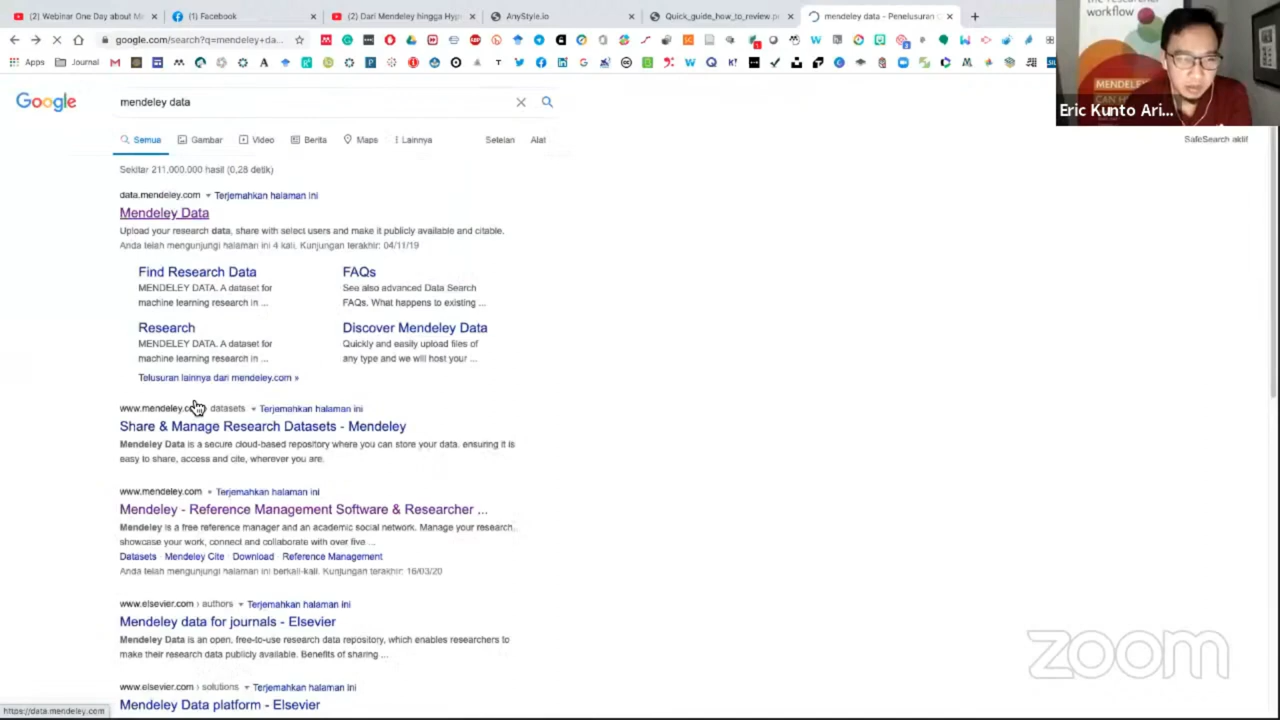 (2) Webinar One Day about M
(1) Facebook
(2) Dari Mendeley hingga Hyp
AnyStyle.io
Quick_guide_how_to_review.p
mendeley data - Penelusuran
google.com/search?q=mendeley+da...
Apps
Journal
the researcher
workflow
MENDELEY
CAN H
Eric Kunto Ari...
Google
mendeley data
Semua
Gambar
Video
Berita
Maps
Lainnya
Setelan
Alat
SafeSearch aktif
Sekitar 211.000.000 hasil (0,28 detik)
data.mendeley.com Terjemahkan halaman ini
Mendeley Data
Upload your research data, share with select users and make it publicly available and citable.
Anda telah mengunjungi halaman ini 4 kali. Kunjungan terakhir: 04/11/19
Find Research Data
MENDELEY DATA. A dataset for
machine learning research in ...
FAQs
See also advanced Data Search
FAQs. What happens to existing ...
Research
MENDELEY DATA. A dataset for
machine learning research in ...
Discover Mendeley Data
Quickly and easily upload files of
any type and we will host your ...
Telusuran lainnya dari mendeley.com »
www.mendeley.co datasets Terjemahkan halaman ini
Share & Manage Research Datasets - Mendeley
Mendeley Data is a secure cloud-based repository where you can store your data, ensuring it is
easy to share, access and cite, wherever you are.
www.mendeley.com Terjemahkan halaman ini
Mendeley - Reference Management Software & Researcher ...
Mendeley is a free reference manager and an academic social network. Manage your research,
showcase your work, connect and collaborate with over five ...
Datasets · Mendeley Cite · Download · Reference Management
Anda telah mengunjungi halaman ini berkali-kali. Kunjungan terakhir: 16/03/20
www.elsevier.com › authors Terjemahkan halaman ini
Mendeley data for journals - Elsevier
Mendeley Data is an open, free-to-use research data repository, which enables researchers to
make their research data publicly available. Benefits of sharing ...
www.elsevier.com › solutions Terjemahkan halaman ini
Mendeley Data platform - Elsevier
https://data.mendeley.com
zoom